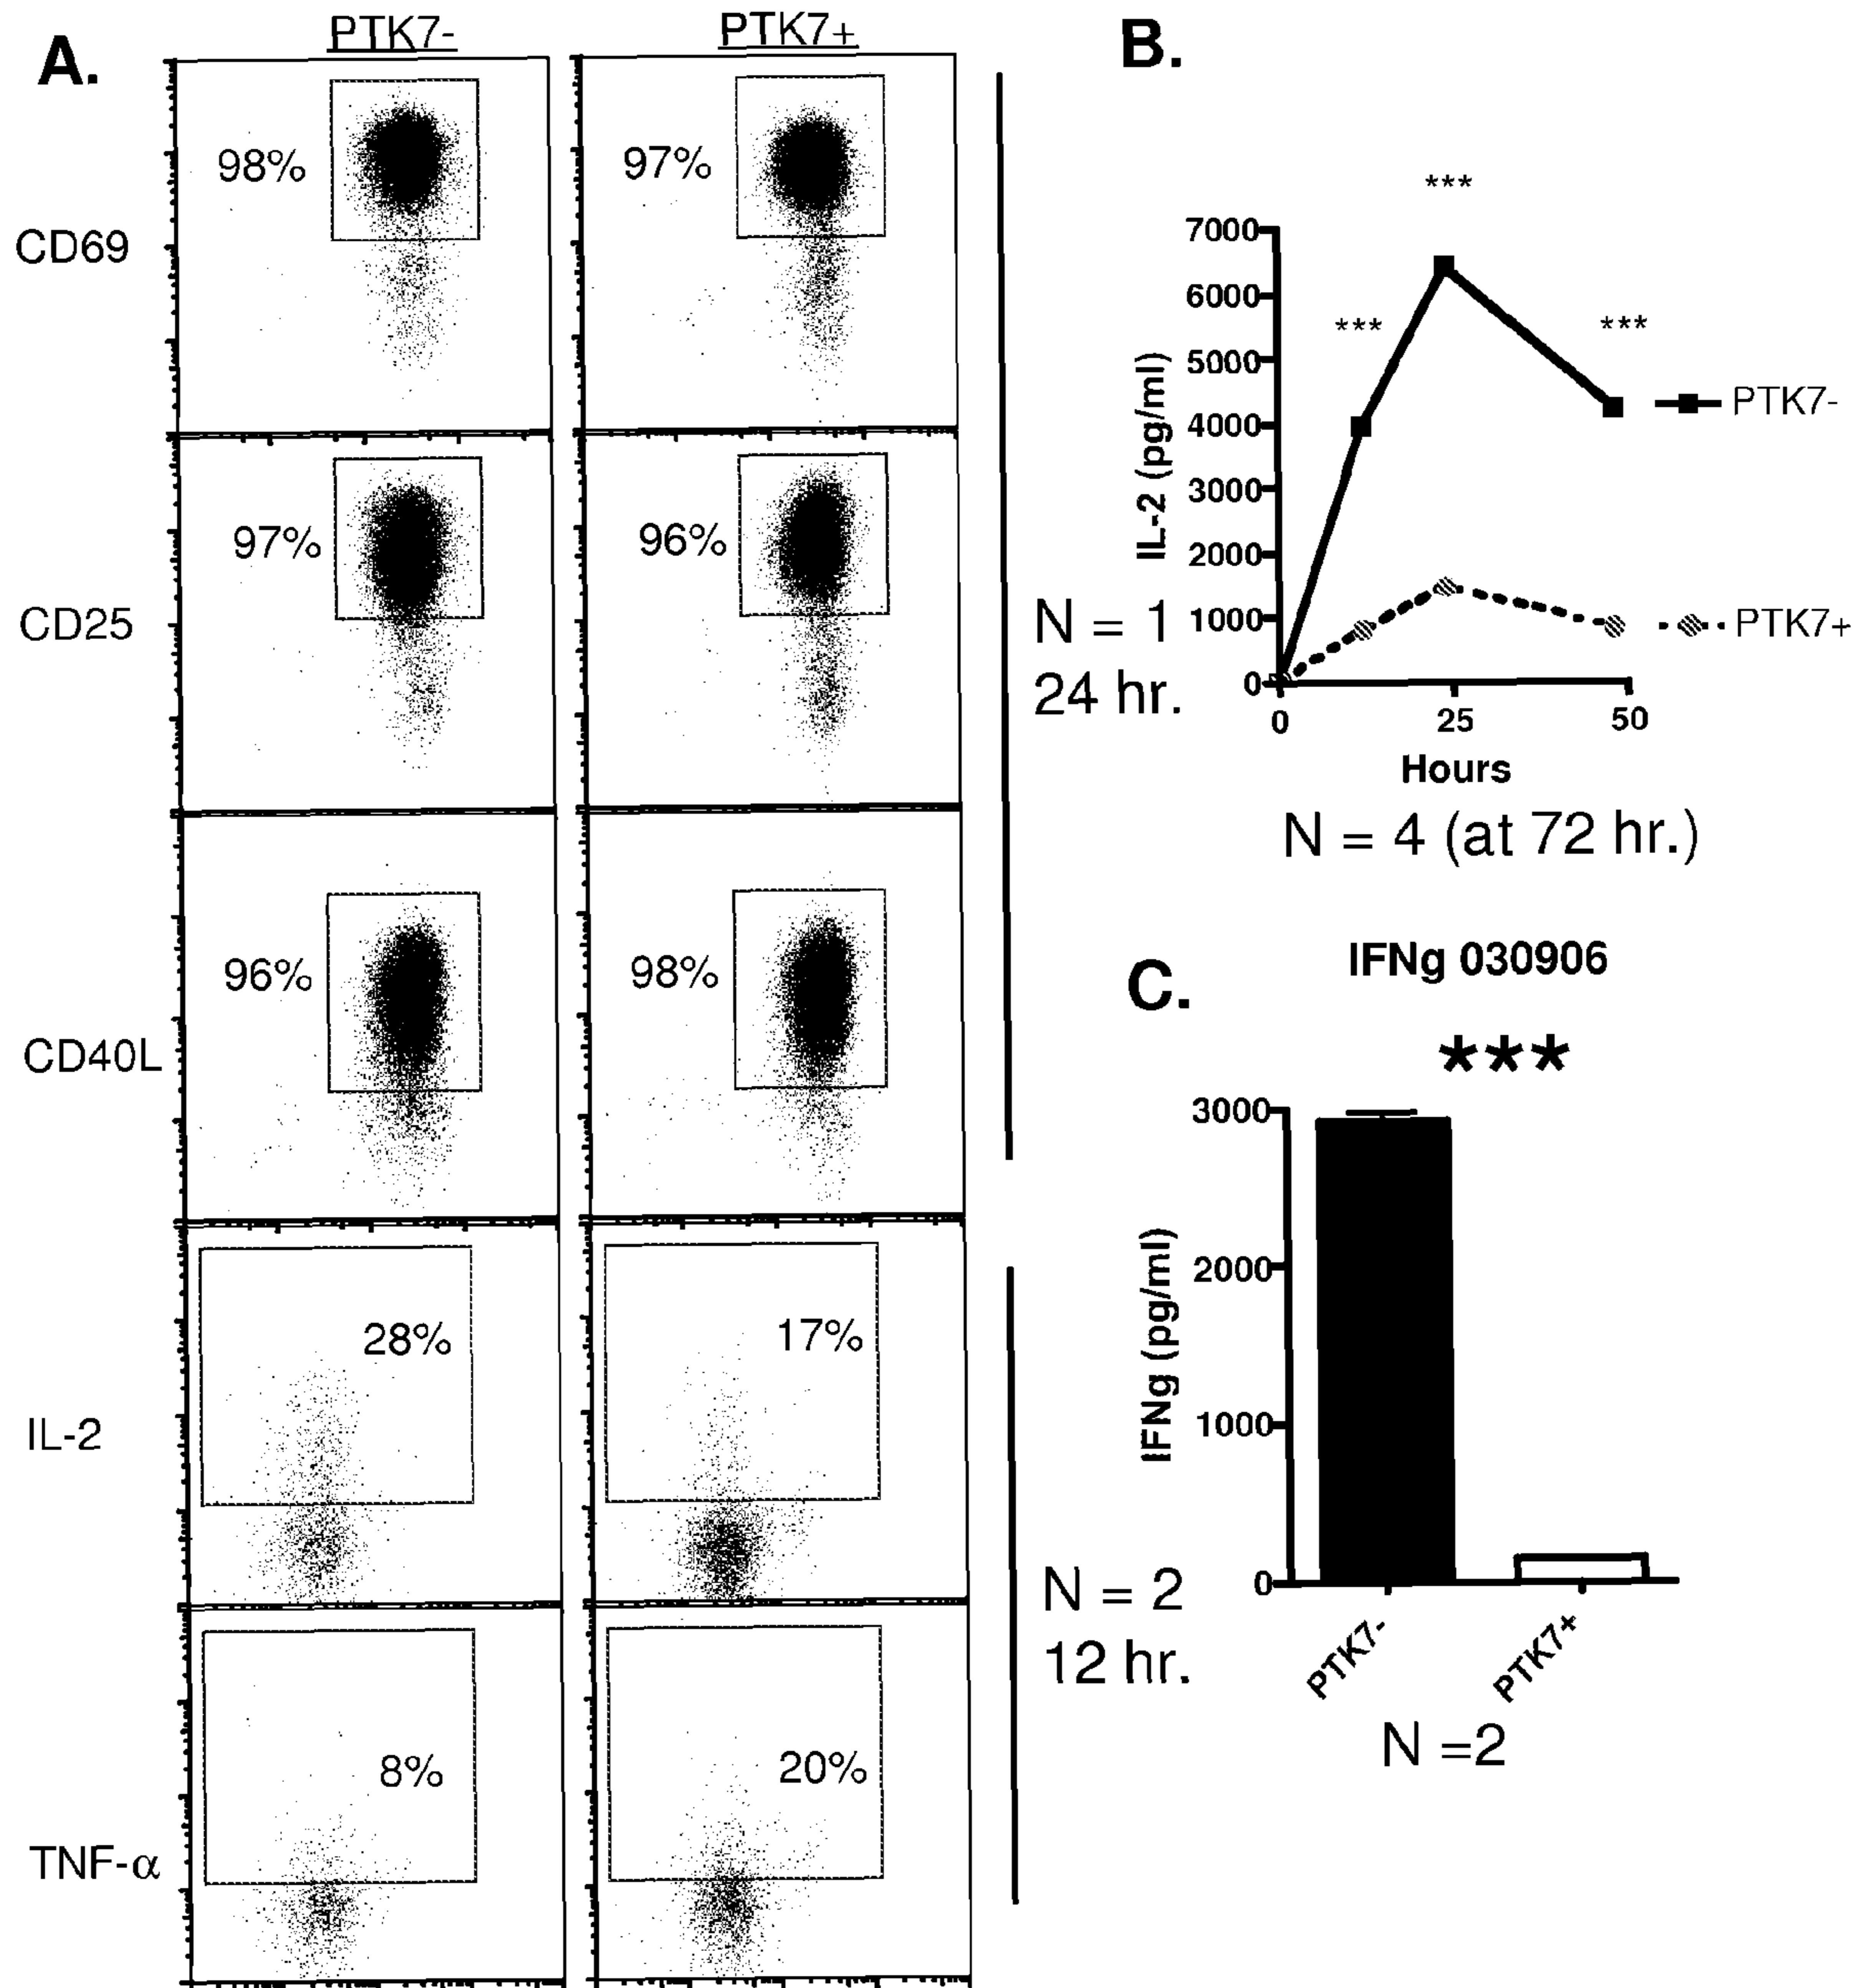 A.
PTK7-
PTK7+
CD69
98%
97%
CD25
97%
96%
CD40L
96%
98%
N = 1
24 hr.
IL-2
28%
17%
TNF-α
8%
20%
N = 2
12 hr.
B.
***
***
***
IL-2 (pg/ml)
7000
6000
5000
4000
3000
2000
1000
0
0
25
50
Hours
PTK7-
PTK7+
N = 4 (at 72 hr.)
C.
IFNg 030906
***
IFNg (pg/ml)
3000
2000
1000
0
PTK7-
PTK7+
N =2